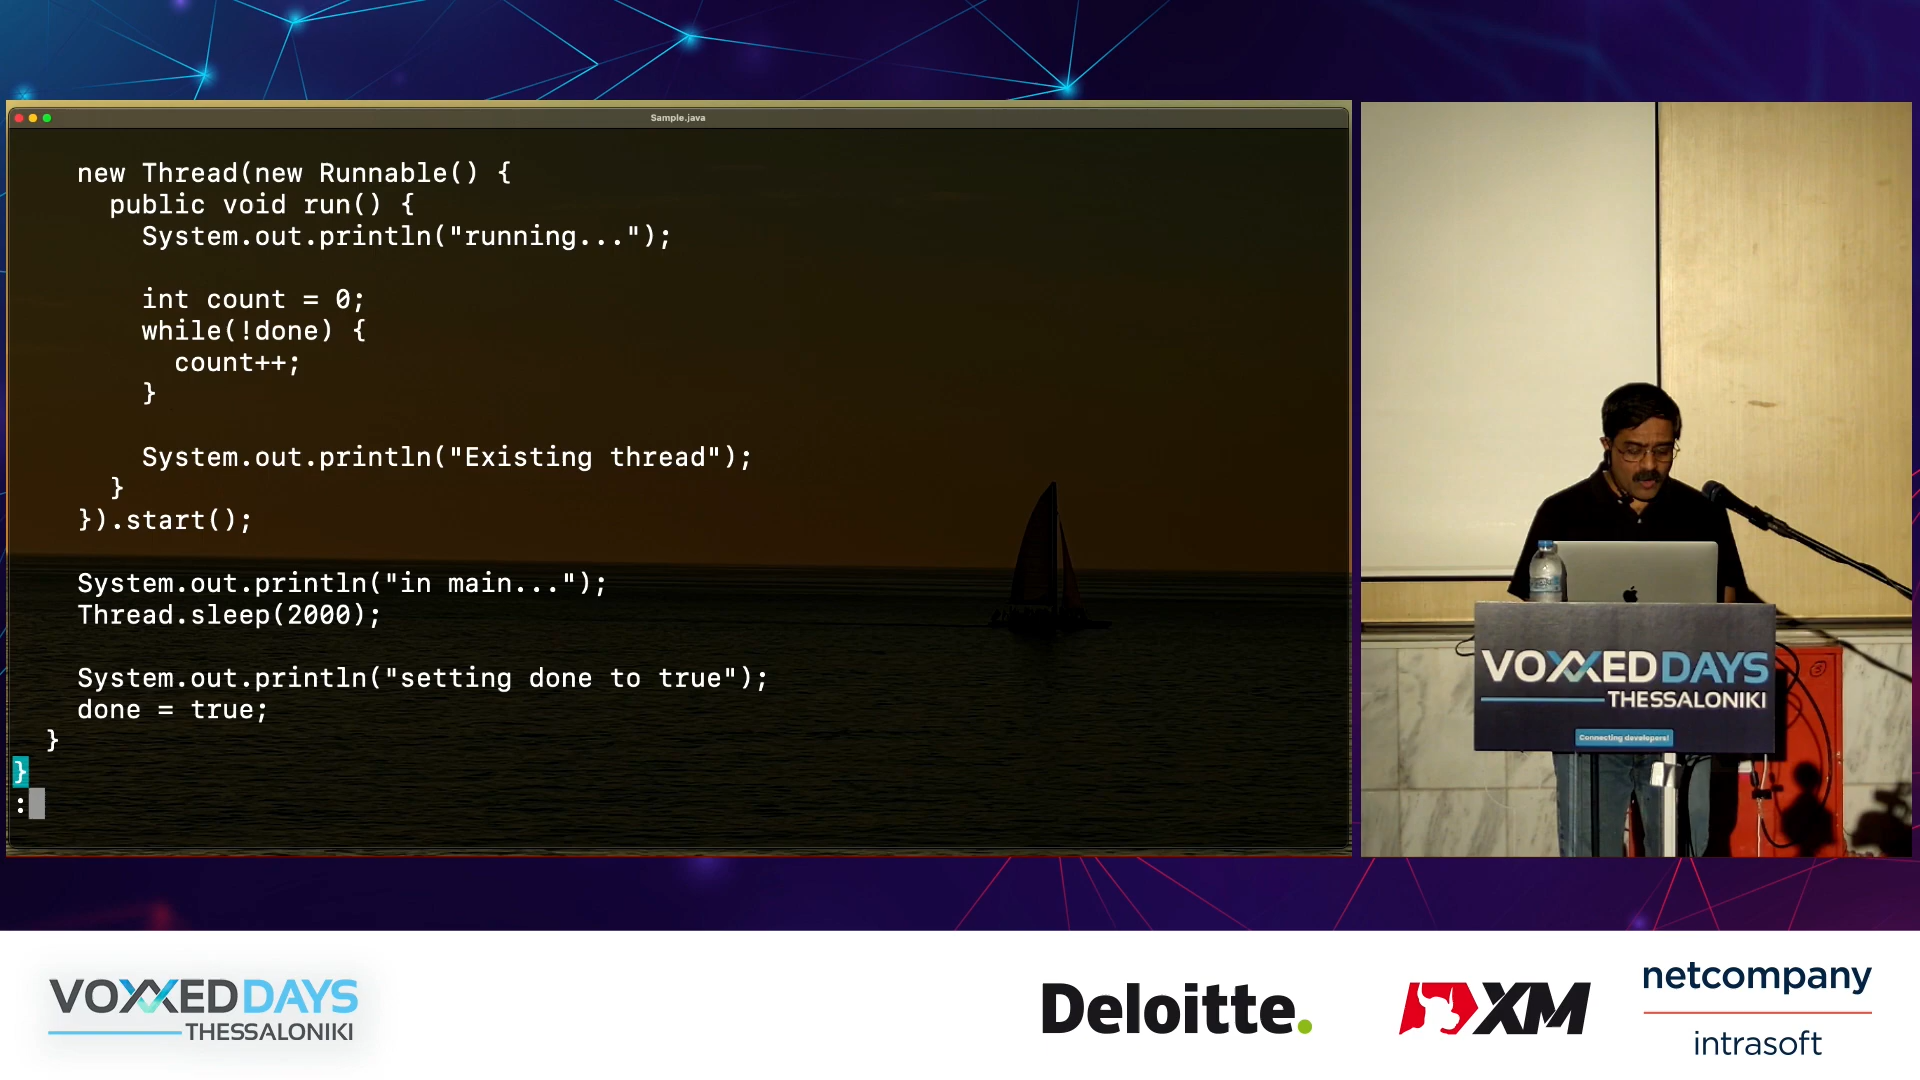 Sample.java
new Thread(new Runnable() {
public void run() {
System.out.println("running...");
int count = 0;
while(!done) {
count++;
}
System.out.println("Existing thread");
}
}).start();
System.out.println("in main...");
Thread.sleep(2000);
System.out.println("setting done to true");
done = true;
}
}
:
VOXXED DAYS
THESSALONIKI
Connecting developers!
VOXXED DAYS
THESSALONIKI
Deloitte.
XM
netcompany
intrasoft